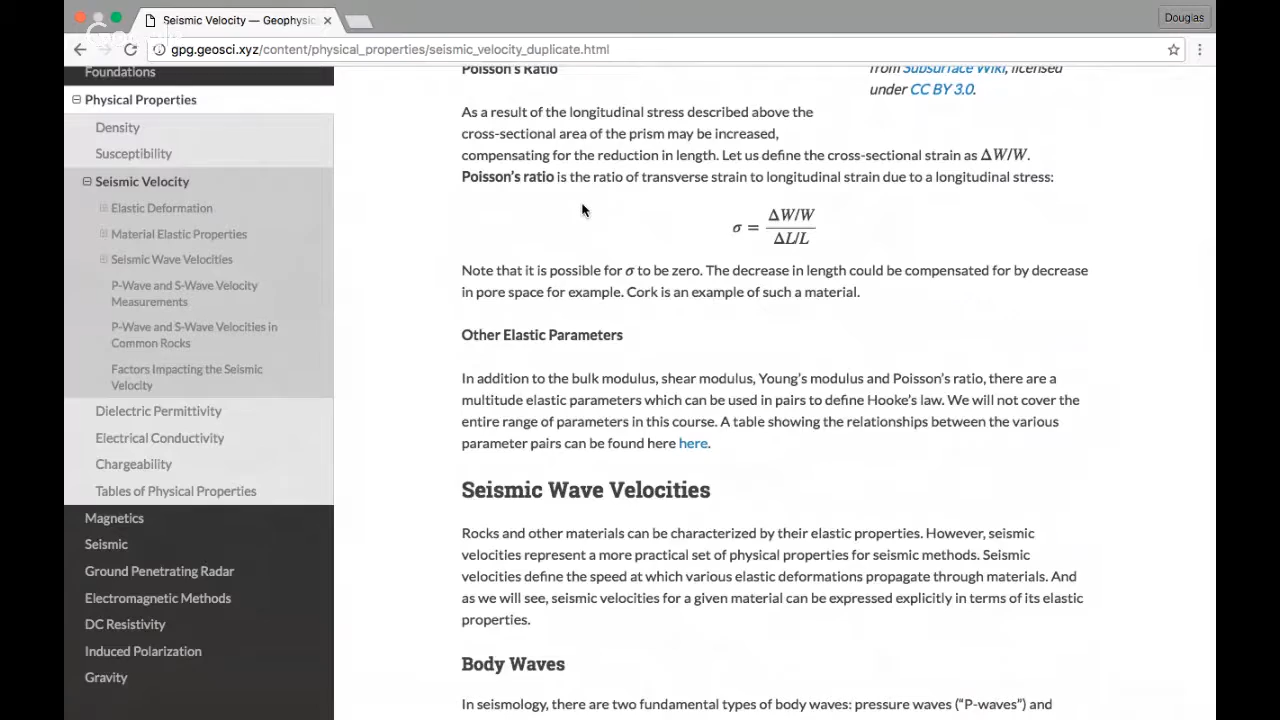 Seismic Velocity — Geophysic
Douglas
gpg.geosci.xyz/content/physical_properties/seismic_velocity_duplicate.html
Foundations
Physical Properties
Density
Susceptibility
Seismic Velocity
Elastic Deformation
Material Elastic Properties
Seismic Wave Velocities
P-Wave and S-Wave Velocity
Measurements
P-Wave and S-Wave Velocities in
Common Rocks
Factors Impacting the Seismic
Velocity
Dielectric Permittivity
Electrical Conductivity
Chargeability
Tables of Physical Properties
Magnetics
Seismic
Ground Penetrating Radar
Electromagnetic Methods
DC Resistivity
Induced Polarization
Gravity
Poisson's Ratio
from Subsurface Wiki, licensed
under CC BY 3.0.
As a result of the longitudinal stress described above the
cross-sectional area of the prism may be increased,
compensating for the reduction in length. Let us define the cross-sectional strain as ΔW/W.
Poisson's ratio is the ratio of transverse strain to longitudinal strain due to a longitudinal stress:
σ = ΔW/W
ΔL/L
Note that it is possible for σ to be zero. The decrease in length could be compensated for by decrease
in pore space for example. Cork is an example of such a material.
Other Elastic Parameters
In addition to the bulk modulus, shear modulus, Young's modulus and Poisson's ratio, there are a
multitude elastic parameters which can be used in pairs to define Hooke's law. We will not cover the
entire range of parameters in this course. A table showing the relationships between the various
parameter pairs can be found here here.
Seismic Wave Velocities
Rocks and other materials can be characterized by their elastic properties. However, seismic
velocities represent a more practical set of physical properties for seismic methods. Seismic
velocities define the speed at which various elastic deformations propagate through materials. And
as we will see, seismic velocities for a given material can be expressed explicitly in terms of its elastic
properties.
Body Waves
In seismology, there are two fundamental types of body waves: pressure waves ("P-waves") and